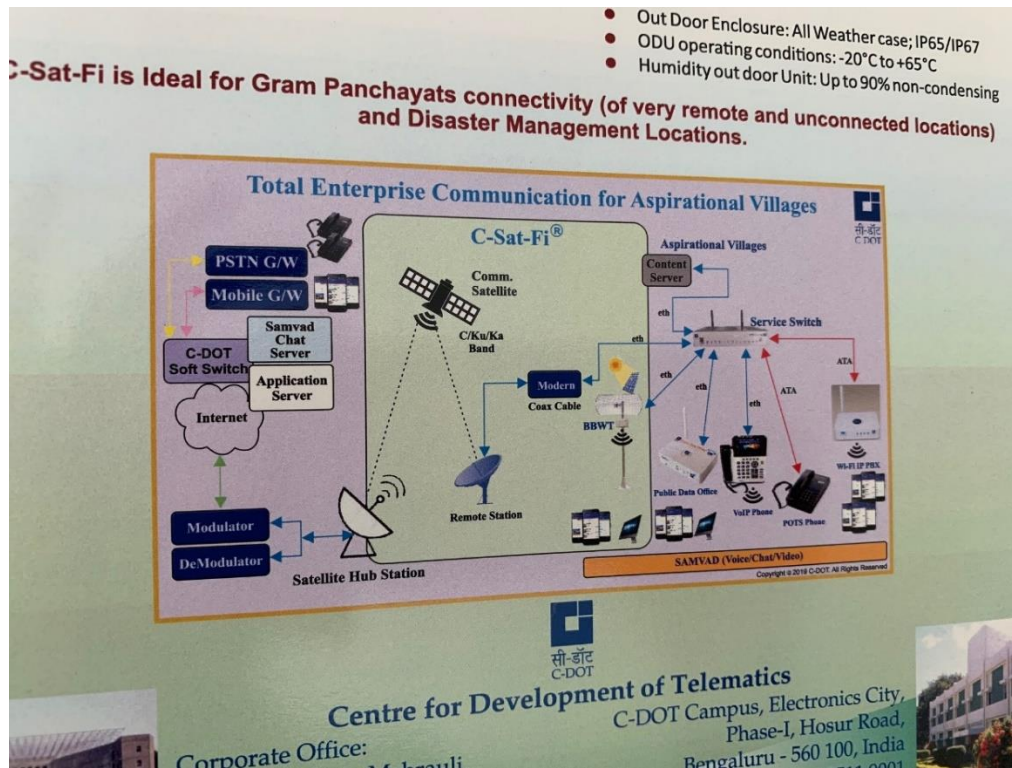 Out Door Enclosure: All Weather case; IP65/IP67
ODU operating conditions: -20°C to +65°C
Humidity out door Unit: Up to 90% non-condensing
C-Sat-Fi is Ideal for Gram Panchayats connectivity (of very remote and unconnected locations)
and Disaster Management Locations.
Total Enterprise Communication for Aspirational Villages
सी-डॉट
C-DOT
PSTN G/W
Mobile G/W
Samvad
Chat
Server
C-DOT
Soft Switch
Application
Server
Internet
Modulator
DeModulator
Satellite Hub Station
C-Sat-Fi®
Comm.
Satellite
C/Ku/Ka
Band
Modern
Coax Cable
Remote Station
BBWT
Aspirational Villages
Content
Server
eth
Service Switch
eth
eth
eth
eth
ATA
ATA
Public Data Office
VoIP Phone
POTS Phone
Wi-Fi IP PBX
SAMVAD (Voice/Chat/Video)
Copyright © 2019 C-DOT. All Rights Reserved
सी-डॉट
C-DOT
Centre for Development of Telematics
Corporate Office:
Mehrauli
C-DOT Campus, Electronics City,
Phase-I, Hosur Road,
Bengaluru - 560 100, India